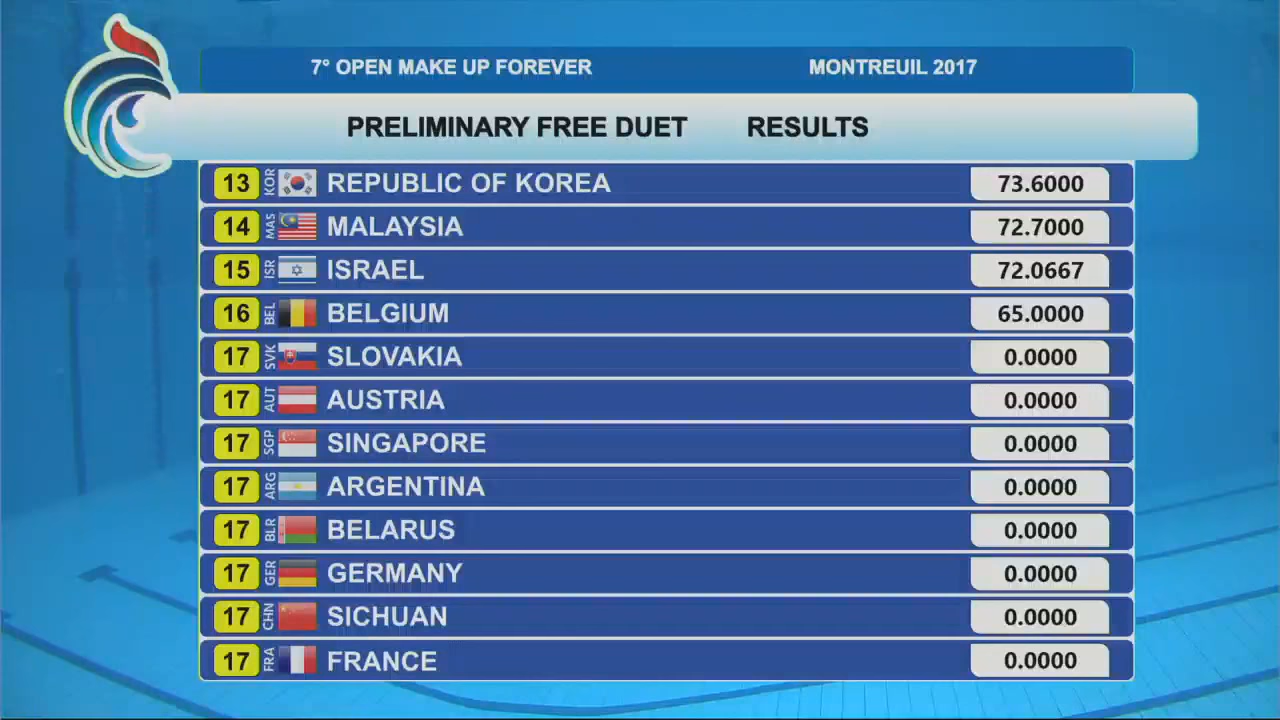 7° OPEN MAKE UP FOREVER MONTREUIL 2017
PRELIMINARY FREE DUET RESULTS
13 KOR REPUBLIC OF KOREA 73.6000
14 MAS MALAYSIA 72.7000
15 ISR ISRAEL 72.0667
16 BEL BELGIUM 65.0000
17 SVK SLOVAKIA 0.0000
17 AUT AUSTRIA 0.0000
17 SGP SINGAPORE 0.0000
17 ARG ARGENTINA 0.0000
17 BLR BELARUS 0.0000
17 GER GERMANY 0.0000
17 CHN SICHUAN 0.0000
17 FRA FRANCE 0.0000